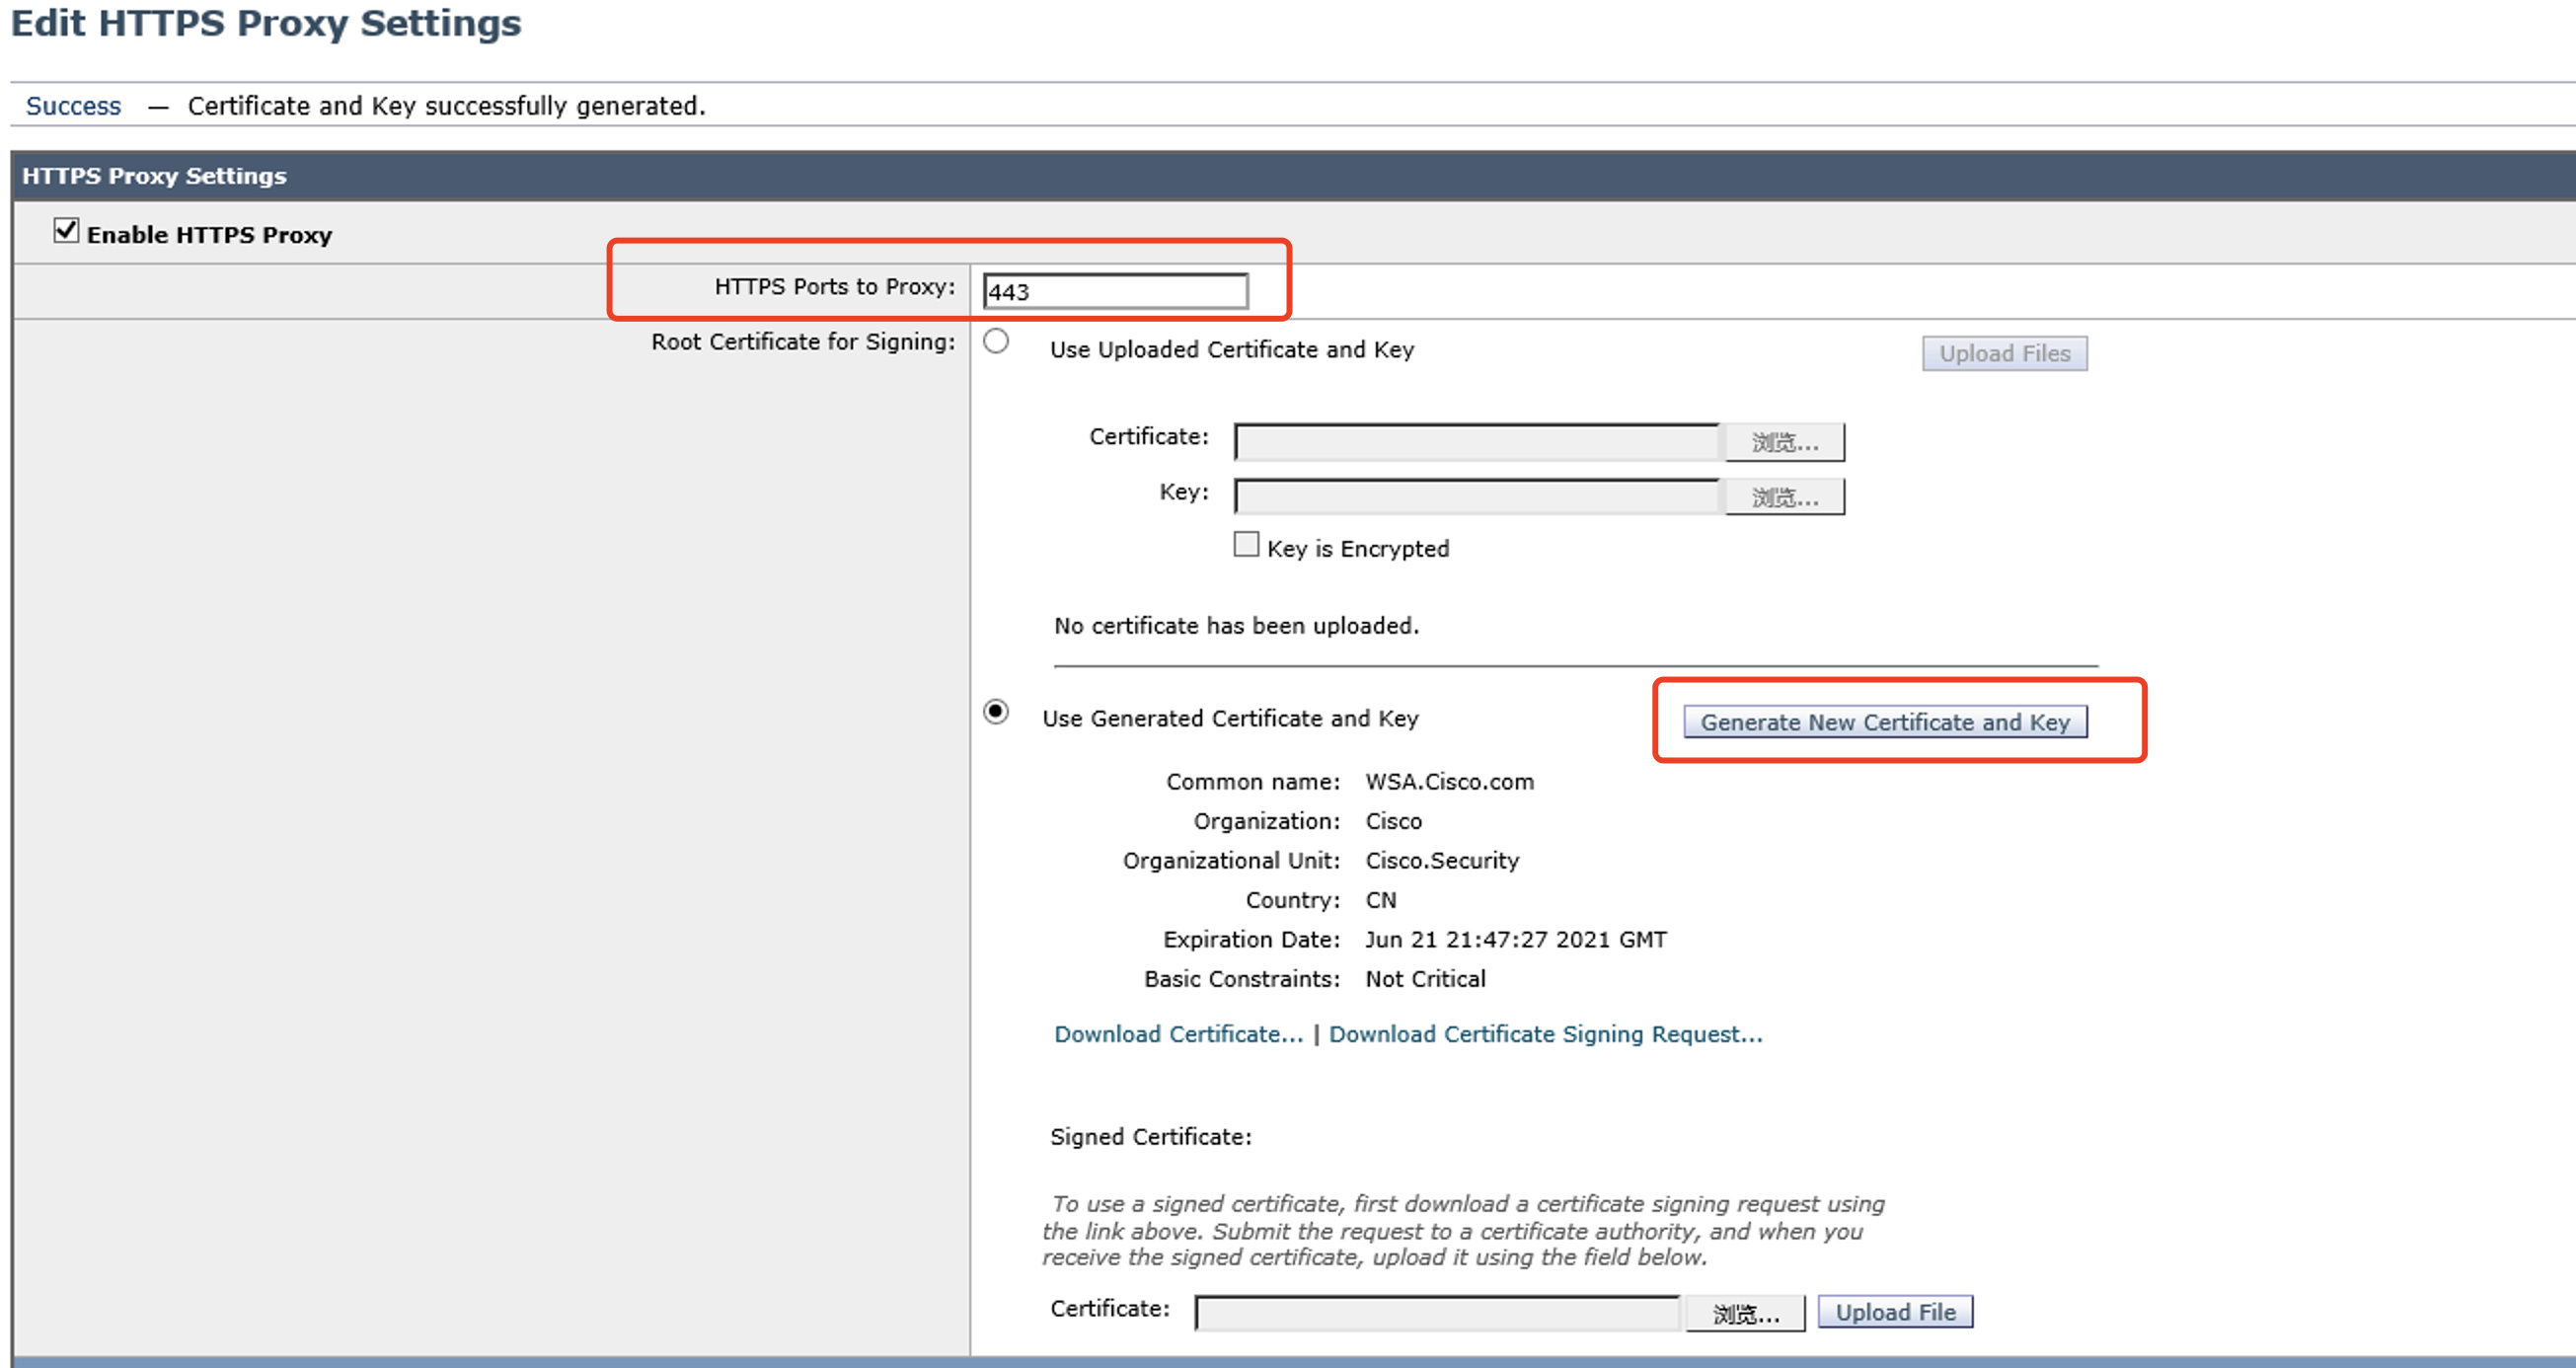 Edit HTTPS Proxy Settings
Success — Certificate and Key successfully generated.
HTTPS Proxy Settings
Enable HTTPS Proxy
HTTPS Ports to Proxy: 443
Root Certificate for Signing: Use Uploaded Certificate and Key Upload Files
Certificate: 浏览...
Key: 浏览...
Key is Encrypted
No certificate has been uploaded.
Use Generated Certificate and Key Generate New Certificate and Key
Common name: WSA.Cisco.com
Organization: Cisco
Organizational Unit: Cisco.Security
Country: CN
Expiration Date: Jun 21 21:47:27 2021 GMT
Basic Constraints: Not Critical
Download Certificate... | Download Certificate Signing Request...
Signed Certificate:
To use a signed certificate, first download a certificate signing request using
the link above. Submit the request to a certificate authority, and when you
receive the signed certificate, upload it using the field below.
Certificate: 浏览... Upload File